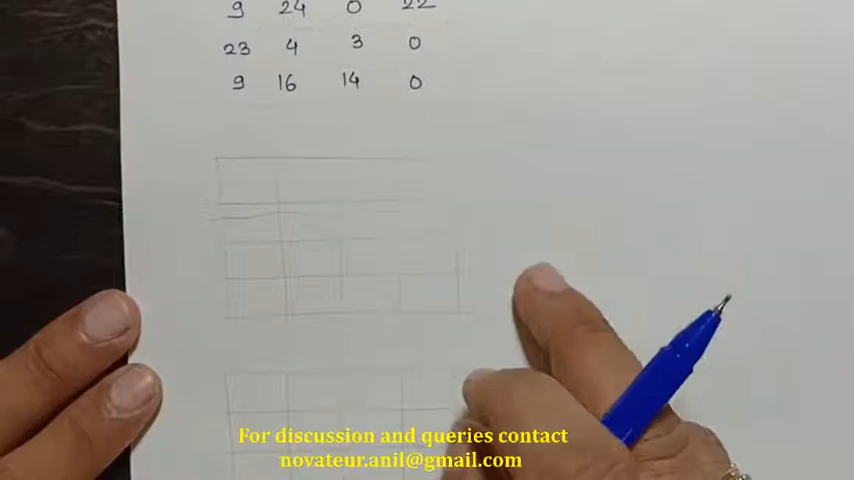 9 24 0 22
23 4 3 0
9 16 14 0
For discussion and queries contact
novateur.anil@gmail.com